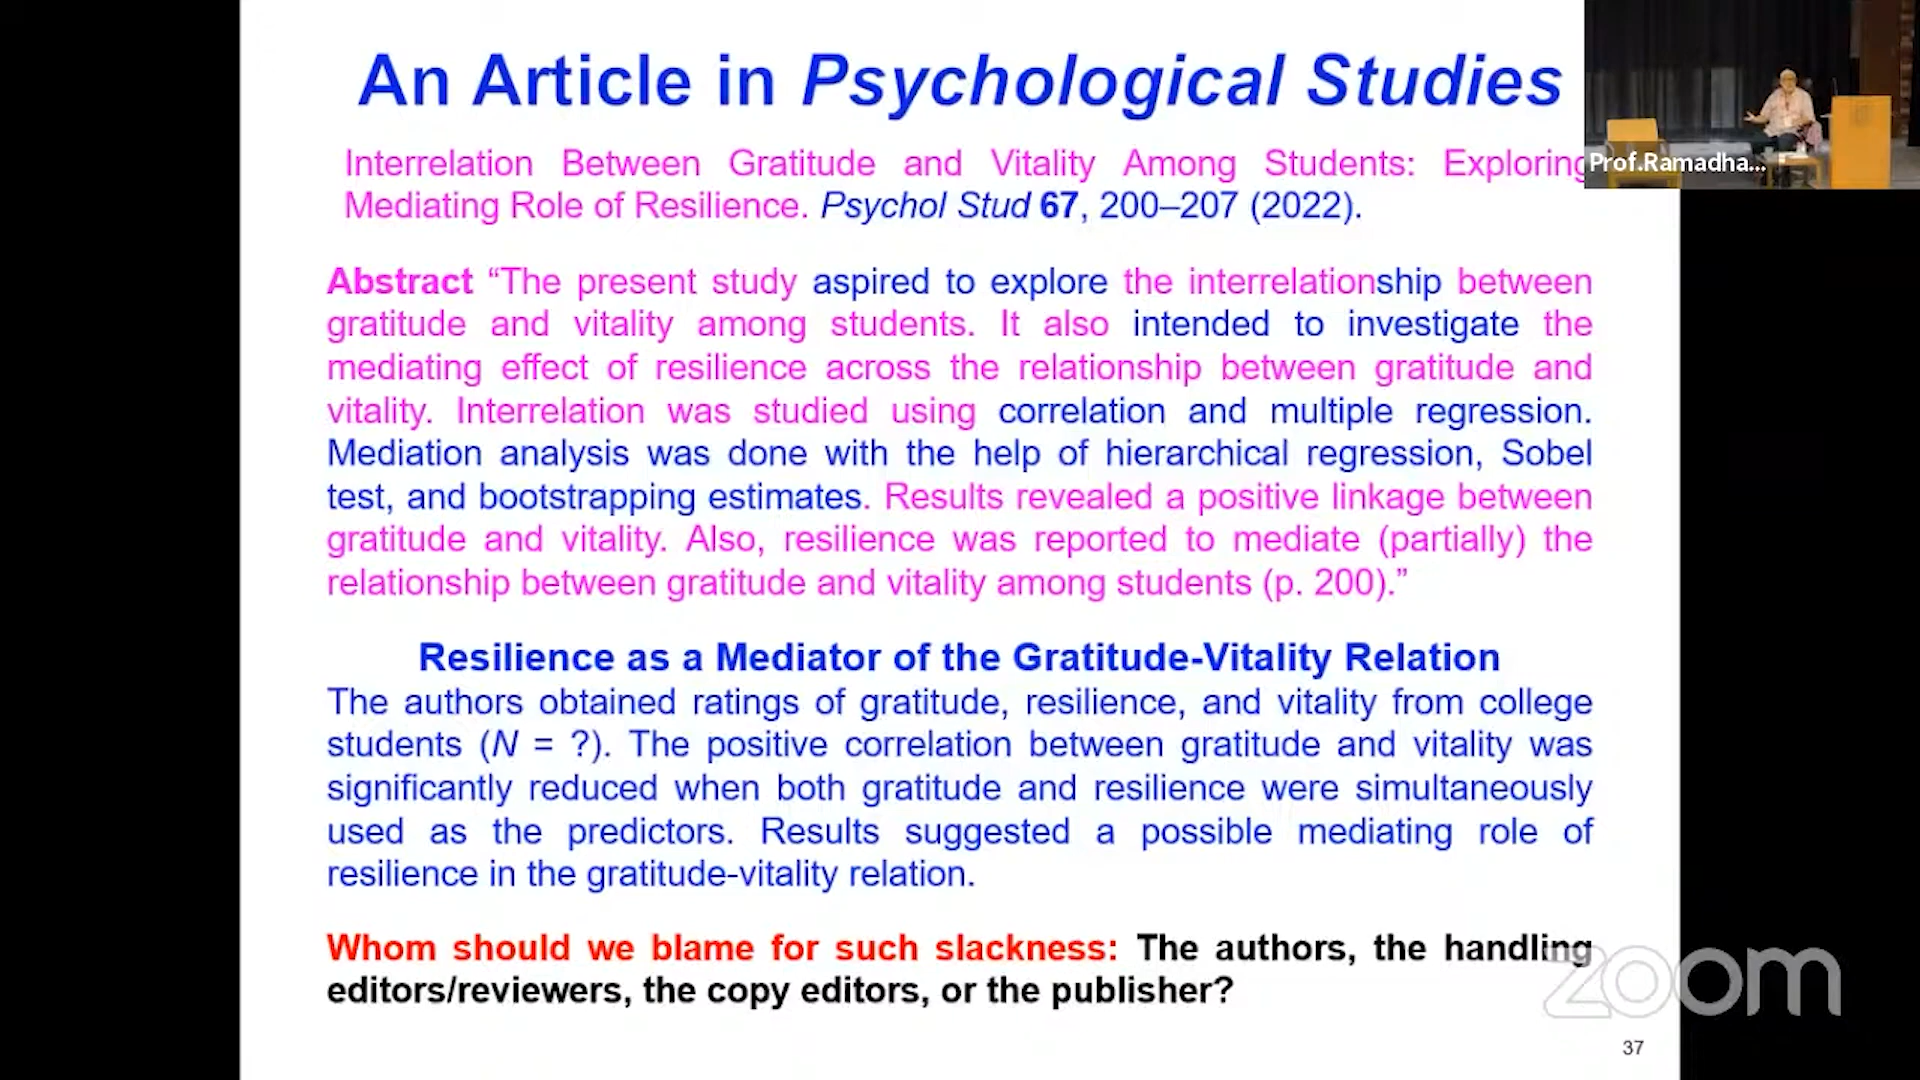 An Article in Psychological Studies
Prof.Ramadha...
Interrelation Between Gratitude and Vitality Among Students: Exploring
Mediating Role of Resilience. Psychol Stud 67, 200–207 (2022).
Abstract “The present study aspired to explore the interrelationship between
gratitude and vitality among students. It also intended to investigate the
mediating effect of resilience across the relationship between gratitude and
vitality. Interrelation was studied using correlation and multiple regression.
Mediation analysis was done with the help of hierarchical regression, Sobel
test, and bootstrapping estimates. Results revealed a positive linkage between
gratitude and vitality. Also, resilience was reported to mediate (partially) the
relationship between gratitude and vitality among students (p. 200).”
Resilience as a Mediator of the Gratitude-Vitality Relation
The authors obtained ratings of gratitude, resilience, and vitality from college
students (N = ?). The positive correlation between gratitude and vitality was
significantly reduced when both gratitude and resilience were simultaneously
used as the predictors. Results suggested a possible mediating role of
resilience in the gratitude-vitality relation.
Whom should we blame for such slackness: The authors, the handling
editors/reviewers, the copy editors, or the publisher?
zoom
37